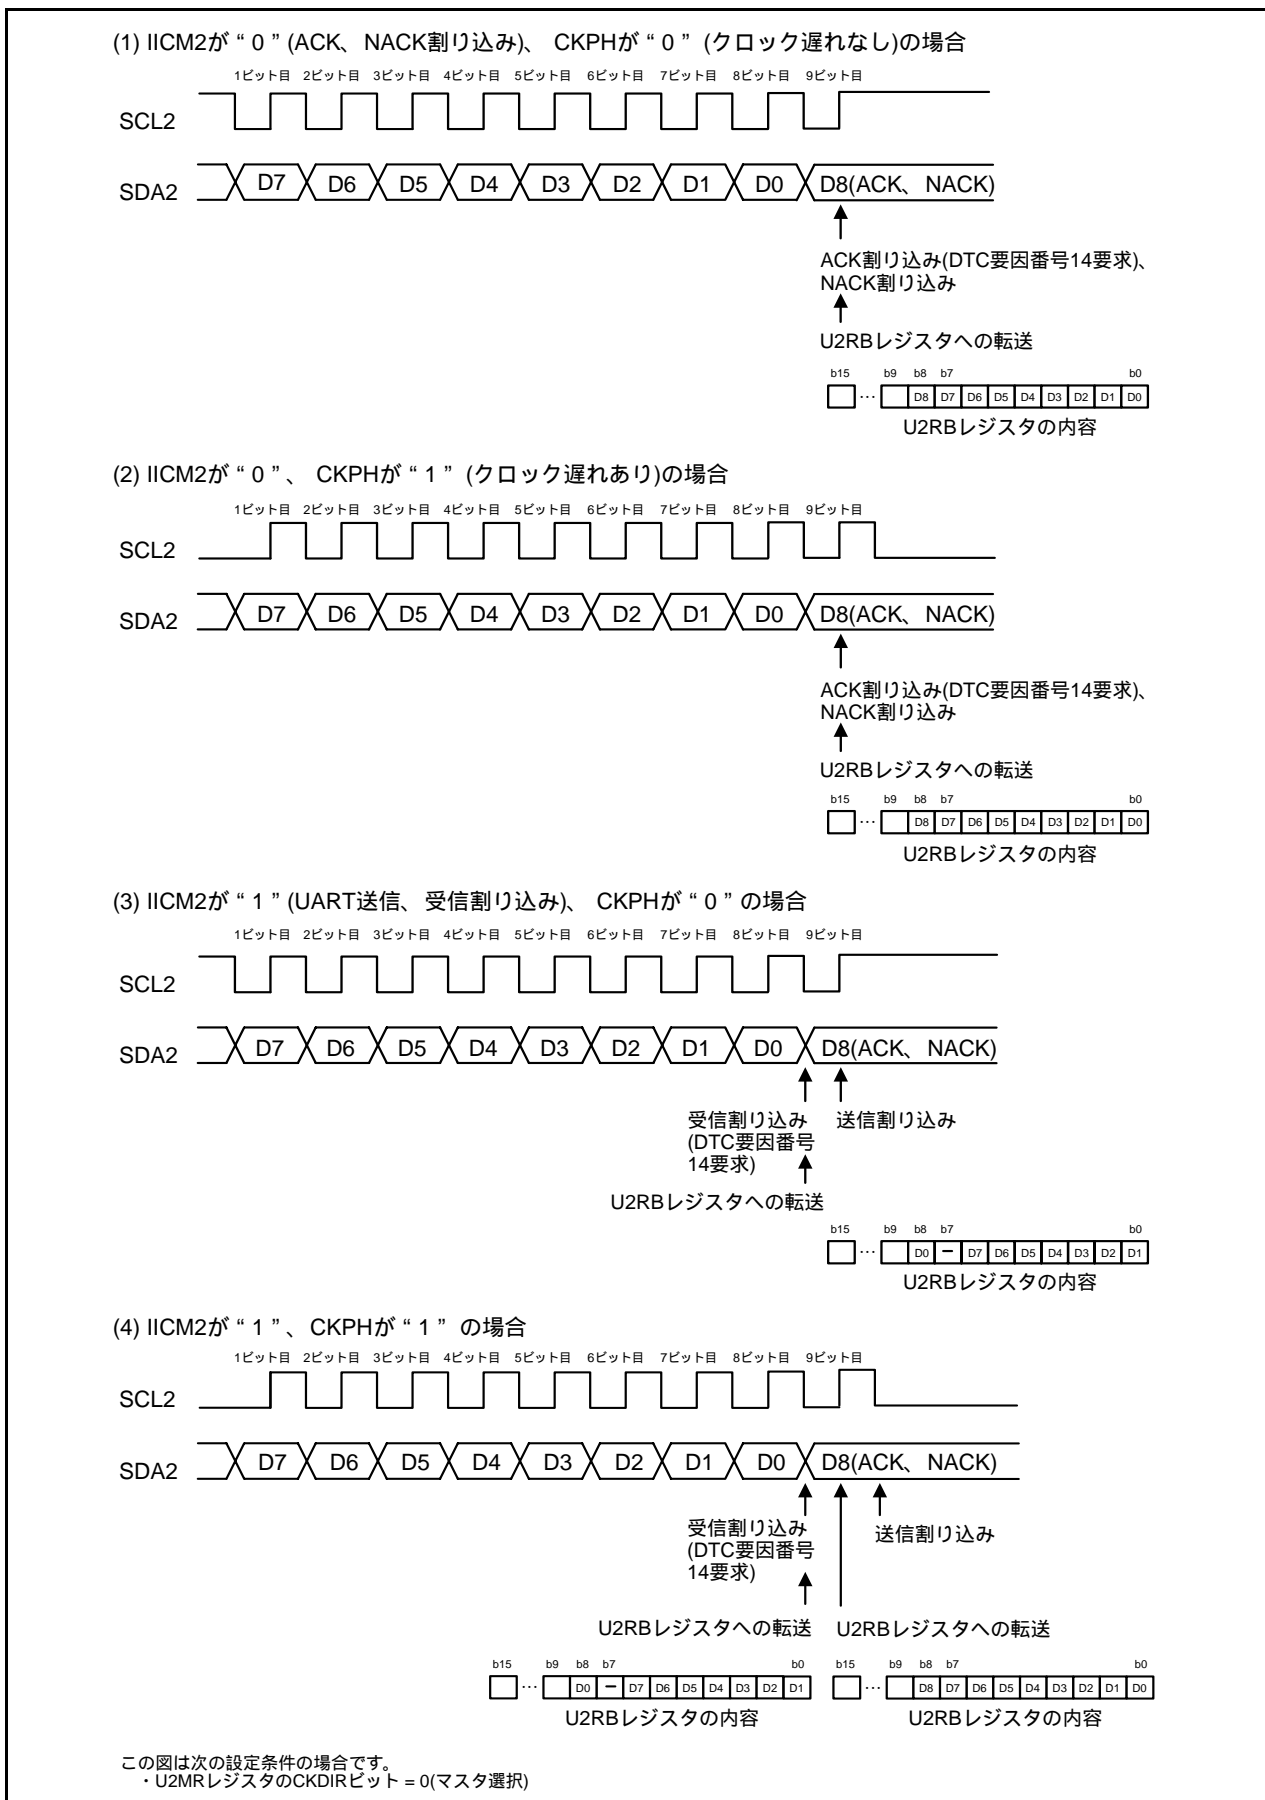 (1) IICM2が“0”(ACK、NACK割り込み)、 CKPHが“0” (クロック遅れなし)の場合
1ビット目 2ビット目 3ビット目 4ビット目 5ビット目 6ビット目 7ビット目 8ビット目 9ビット目
SCL2
SDA2 D7 D6 D5 D4 D3 D2 D1 D0 D8(ACK、 NACK)
ACK割り込み(DTC要因番号14要求)、
NACK割り込み
U2RBレジスタへの転送
b15 b9 b8 b7 b0
… D8 D7 D6 D5 D4 D3 D2 D1 D0
U2RBレジスタの内容
(2) IICM2が“0”、 CKPHが“1” (クロック遅れあり)の場合
1ビット目 2ビット目 3ビット目 4ビット目 5ビット目 6ビット目 7ビット目 8ビット目 9ビット目
SCL2
SDA2 D7 D6 D5 D4 D3 D2 D1 D0 D8(ACK、 NACK)
ACK割り込み(DTC要因番号14要求)、
NACK割り込み
U2RBレジスタへの転送
b15 b9 b8 b7 b0
… D8 D7 D6 D5 D4 D3 D2 D1 D0
U2RBレジスタの内容
(3) IICM2が“1”(UART送信、受信割り込み)、 CKPHが“0”の場合
1ビット目 2ビット目 3ビット目 4ビット目 5ビット目 6ビット目 7ビット目 8ビット目 9ビット目
SCL2
SDA2 D7 D6 D5 D4 D3 D2 D1 D0 D8(ACK、 NACK)
受信割り込み 送信割り込み
(DTC要因番号
14要求)
U2RBレジスタへの転送
b15 b9 b8 b7 b0
… D0 − D7 D6 D5 D4 D3 D2 D1
U2RBレジスタの内容
(4) IICM2が“1”、CKPHが“1” の場合
1ビット目 2ビット目 3ビット目 4ビット目 5ビット目 6ビット目 7ビット目 8ビット目 9ビット目
SCL2
SDA2 D7 D6 D5 D4 D3 D2 D1 D0 D8(ACK、 NACK)
受信割り込み 送信割り込み
(DTC要因番号
14要求)
U2RBレジスタへの転送 U2RBレジスタへの転送
b15 b9 b8 b7 b0 b15 b9 b8 b7 b0
… D0 − D7 D6 D5 D4 D3 D2 D1 … D8 D7 D6 D5 D4 D3 D2 D1 D0
U2RBレジスタの内容 U2RBレジスタの内容
この図は次の設定条件の場合です。
・U2MRレジスタのCKDIRビット = 0(マスタ選択)